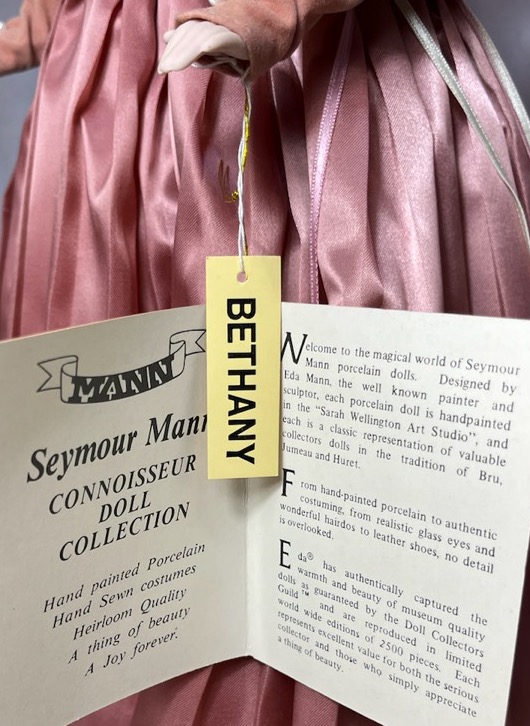 BETHANY
MANN
Seymour Mann
CONNOISSEUR
DOLL
COLLECTION
Hand painted Porcelain
Hand Sewn costumes
Heirloom Quality
A thing of beauty
A Joy forever.
Welcome to the magical world of Seymour
Mann porcelain dolls. Designed by
Eda Mann, the well known painter and
sculptor, each porcelain doll is handpainted
in the "Sarah Wellington Art Studio", and
each is a classic representation of valuable
collectors dolls in the tradition of Bru,
Jumeau and Huret.
From hand-painted porcelain to authentic
costuming, from realistic glass eyes and
wonderful hairdos to leather shoes, no detail
is overlooked.
Eda® has authentically captured the
warmth and beauty of museum quality
dolls as guaranteed by the Doll Collectors
Guild™ and are reproduced in limited
world wide editions of 2500 pieces. Each
represents excellent value for both the serious
collector and those who simply appreciate
a thing of beauty.